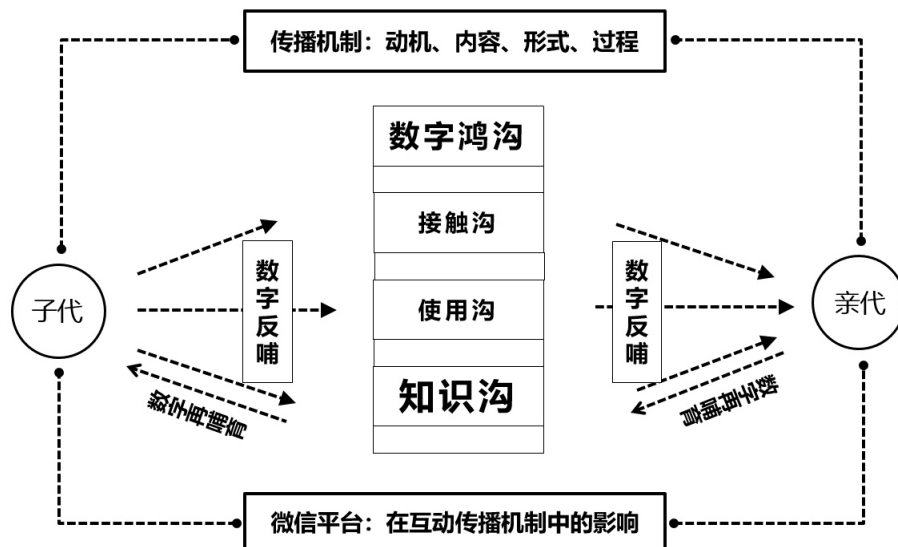 传播机制：动机、内容、形式、过程
数字鸿沟
接触沟
使用沟
知识沟
子代
数字反哺
数字再哺育
数字反哺
数字再哺育
亲代
微信平台：在互动传播机制中的影响